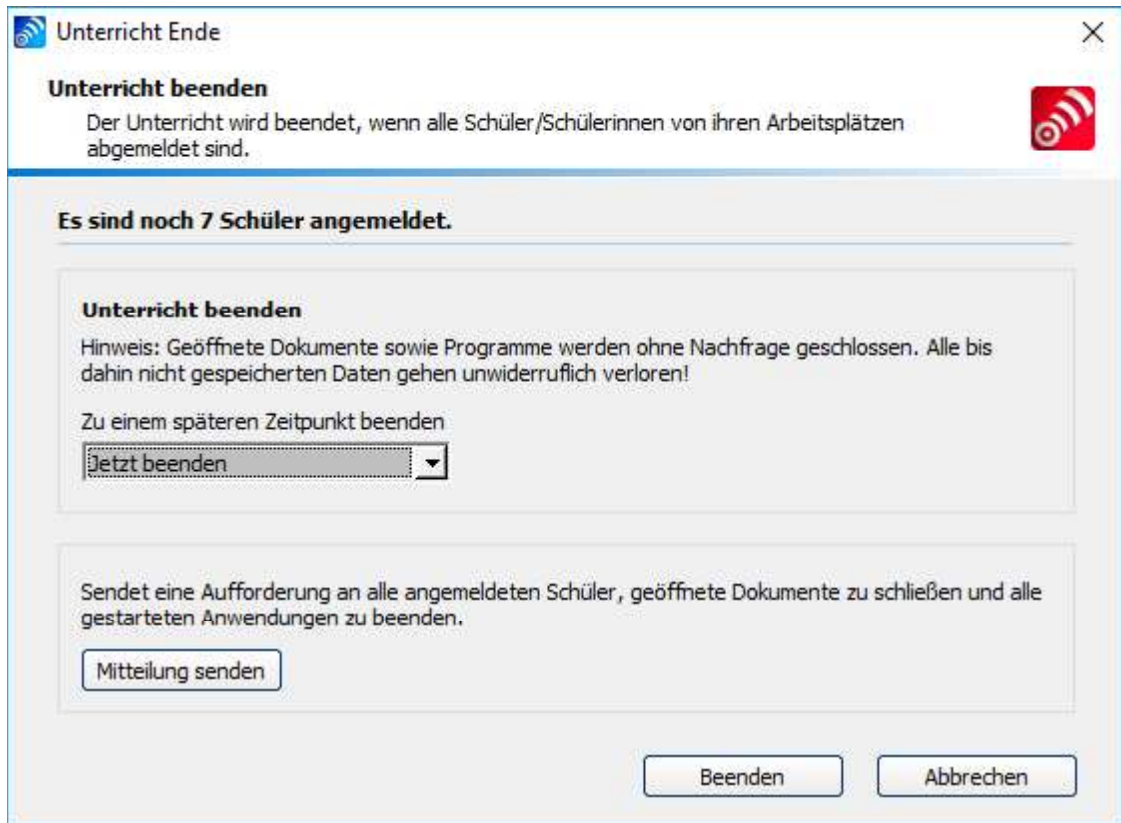 Unterricht Ende
Unterricht beenden
Der Unterricht wird beendet, wenn alle Schüler/Schülerinnen von ihren Arbeitsplätzen
abgemeldet sind.
Es sind noch 7 Schüler angemeldet.
Unterricht beenden
Hinweis: Geöffnete Dokumente sowie Programme werden ohne Nachfrage geschlossen. Alle bis
dahin nicht gespeicherten Daten gehen unwiderruflich verloren!
Zu einem späteren Zeitpunkt beenden
Jetzt beenden
Sendet eine Aufforderung an alle angemeldeten Schüler, geöffnete Dokumente zu schließen und alle
gestarteten Anwendungen zu beenden.
Mitteilung senden
Beenden
Abbrechen